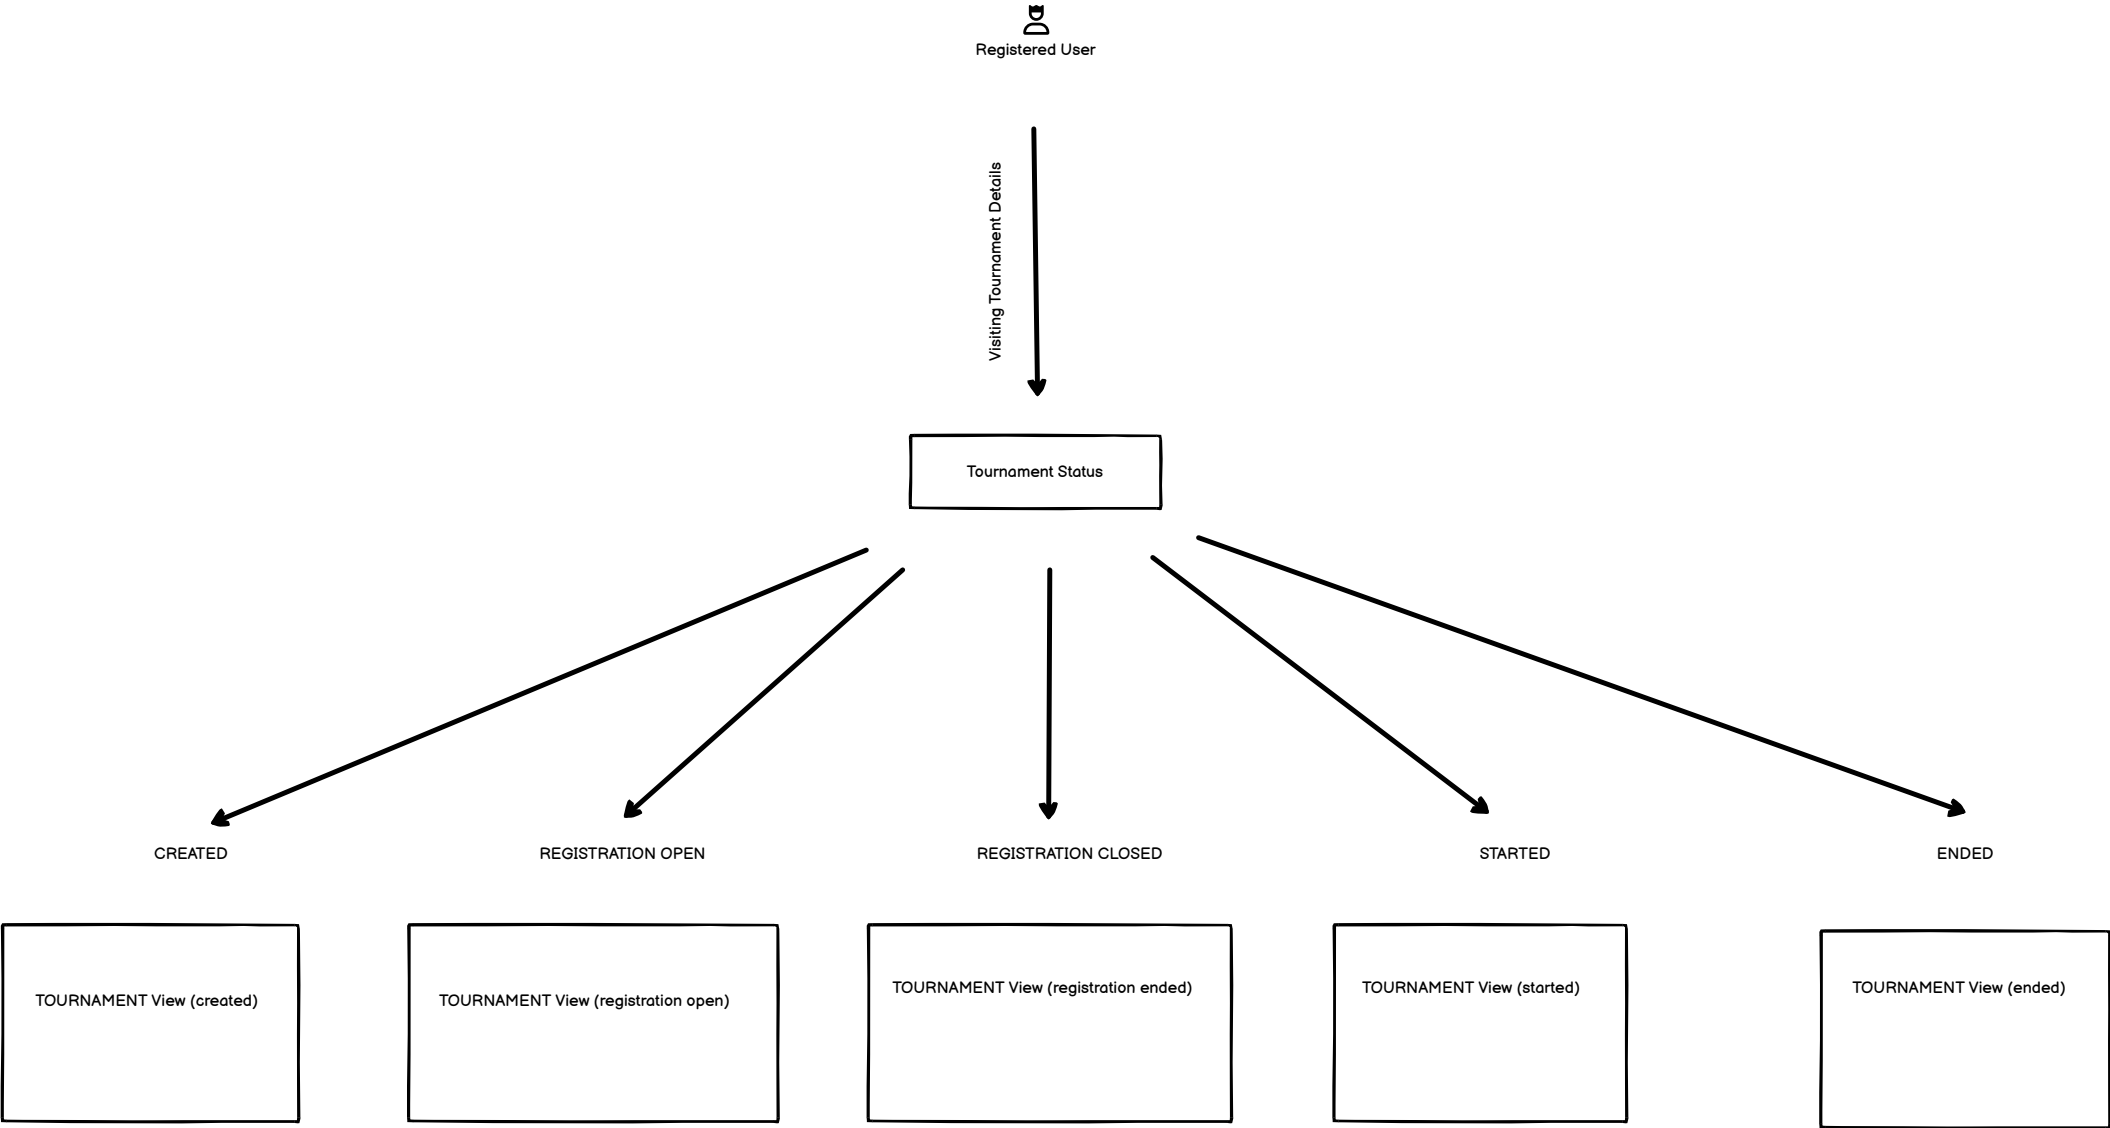 Registered User
Visiting Tournament Details
Tournament Status
CREATED
REGISTRATION OPEN
REGISTRATION CLOSED
STARTED
ENDED
TOURNAMENT View (created)
TOURNAMENT View (registration open)
TOURNAMENT View (registration ended)
TOURNAMENT View (started)
TOURNAMENT View (ended)